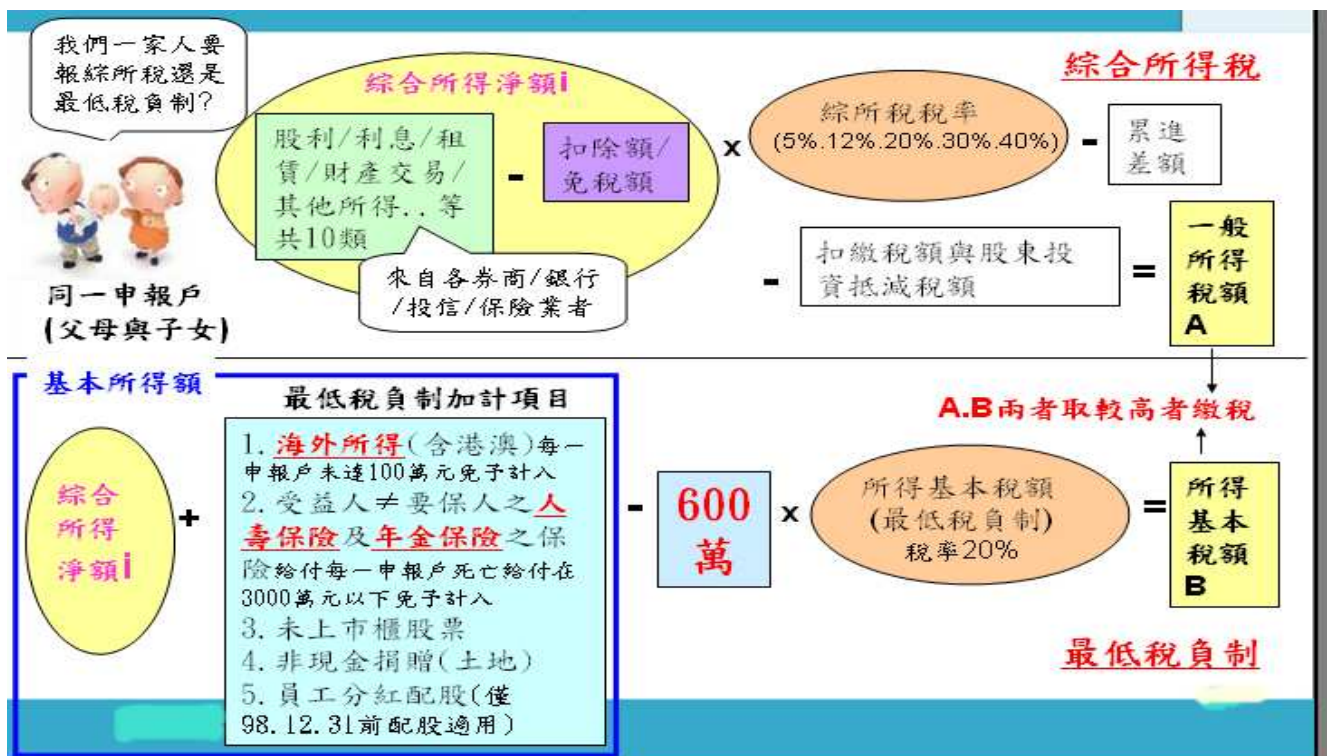 我們一家人要
報綜所稅還是
最低稅負制?
綜合所得淨額i
股利/利息/租
賃/財產交易/
其他所得..等
共10類
-
扣除額/
免稅額
x
綜所稅稅率
(5%.12%.20%.30%.40%)
-
累進
差額
綜合所得稅
來自各券商/銀行
/投信/保險業者
-
扣繳稅額與股東投
資抵減稅額
=
一般
所得
稅額
A
同一申報戶
(父母與子女)
基本所得額
綜合
所得
淨額i
+
最低稅負制加計項目
1. 海外所得(含港澳)每一
申報戶未達100萬元免予計入
2. 受益人≠要保人之人
壽保險及年金保險之保
險給付每一申報戶死亡給付在
3000萬元以下免予計入
3. 未上市櫃股票
4. 非現金捐贈(土地)
5. 員工分紅配股(僅
98.12.31前配股適用)
-
600
萬
x
所得基本稅額
(最低稅負制)
稅率20%
=
所得
基本
稅額
B
A.B兩者取較高者繳稅
最低稅負制